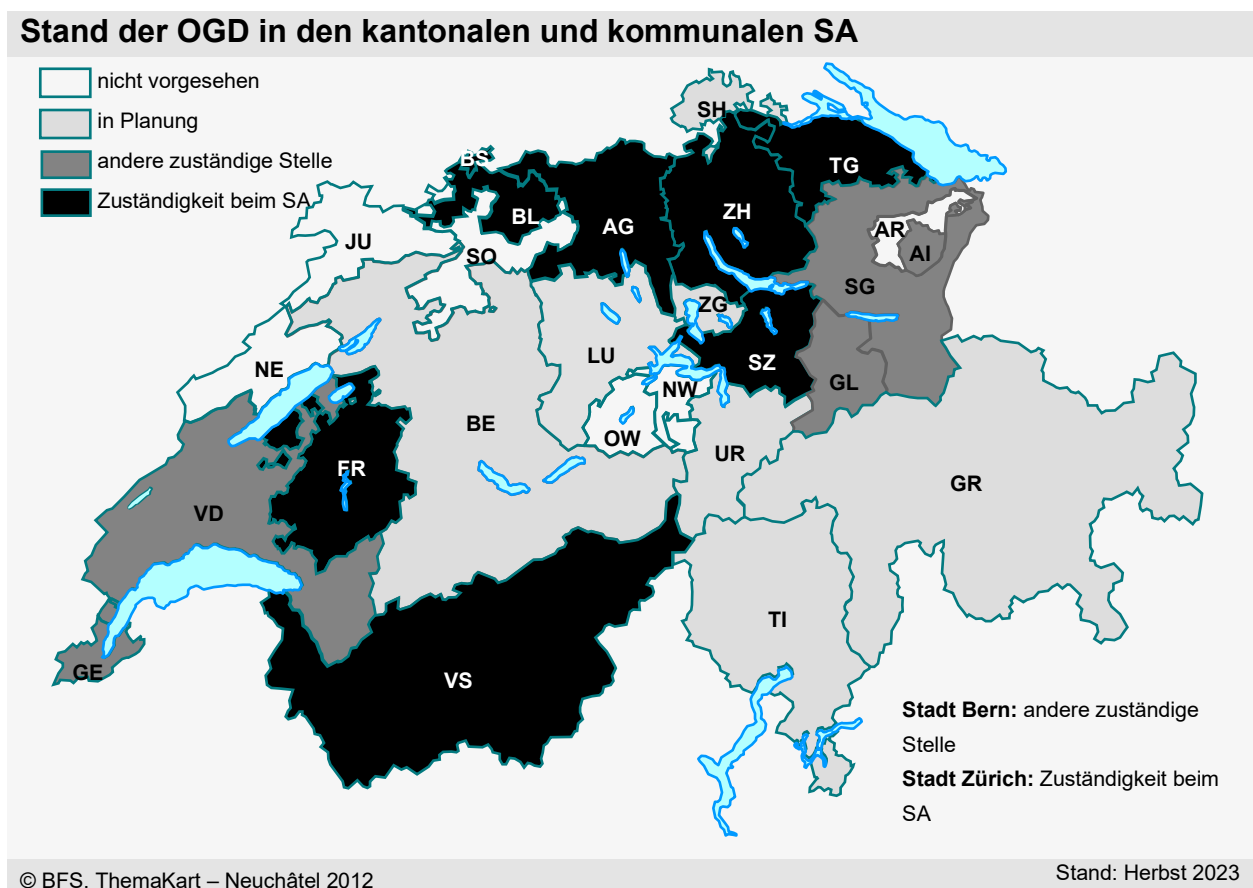 Stand der OGD in den kantonalen und kommunalen SA
nicht vorgesehen
in Planung
andere zuständige Stelle
Zuständigkeit beim SA
SH
BS
TG
BL
AG
ZH
JU
SO
AR
AI
SG
ZG
NE
LU
SZ
NW
GL
BE
OW
UR
FR
GR
VD
TI
GE
VS
Stadt Bern: andere zuständige
Stelle
Stadt Zürich: Zuständigkeit beim
SA
© BFS, ThemaKart – Neuchâtel 2012
Stand: Herbst 2023